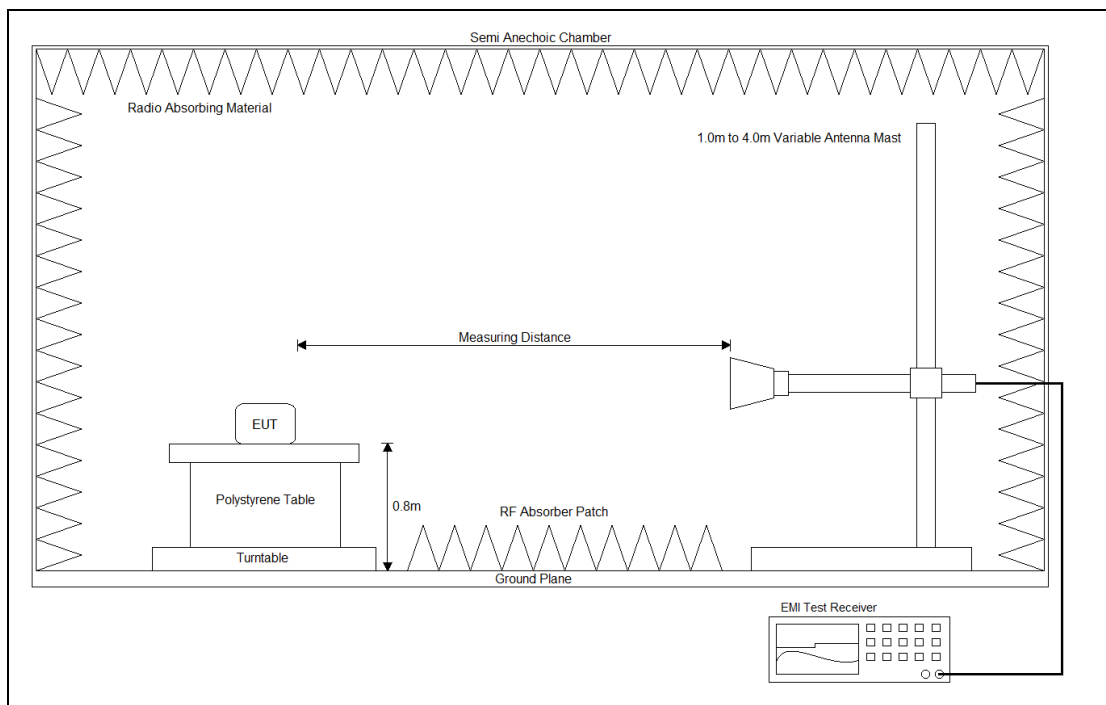 Semi Anechoic Chamber
Radio Absorbing Material
1.0m to 4.0m Variable Antenna Mast
Measuring Distance
EUT
Polystyrene Table
0.8m
RF Absorber Patch
Turntable
Ground Plane
EMI Test Receiver